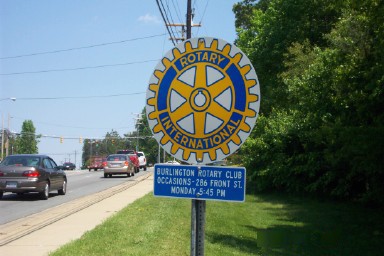 ROTARY
INTERNATIONAL
BURLINGTON ROTARY CLUB
OCCASIONS-286 FRONT ST.
MONDAY 5:45 PM